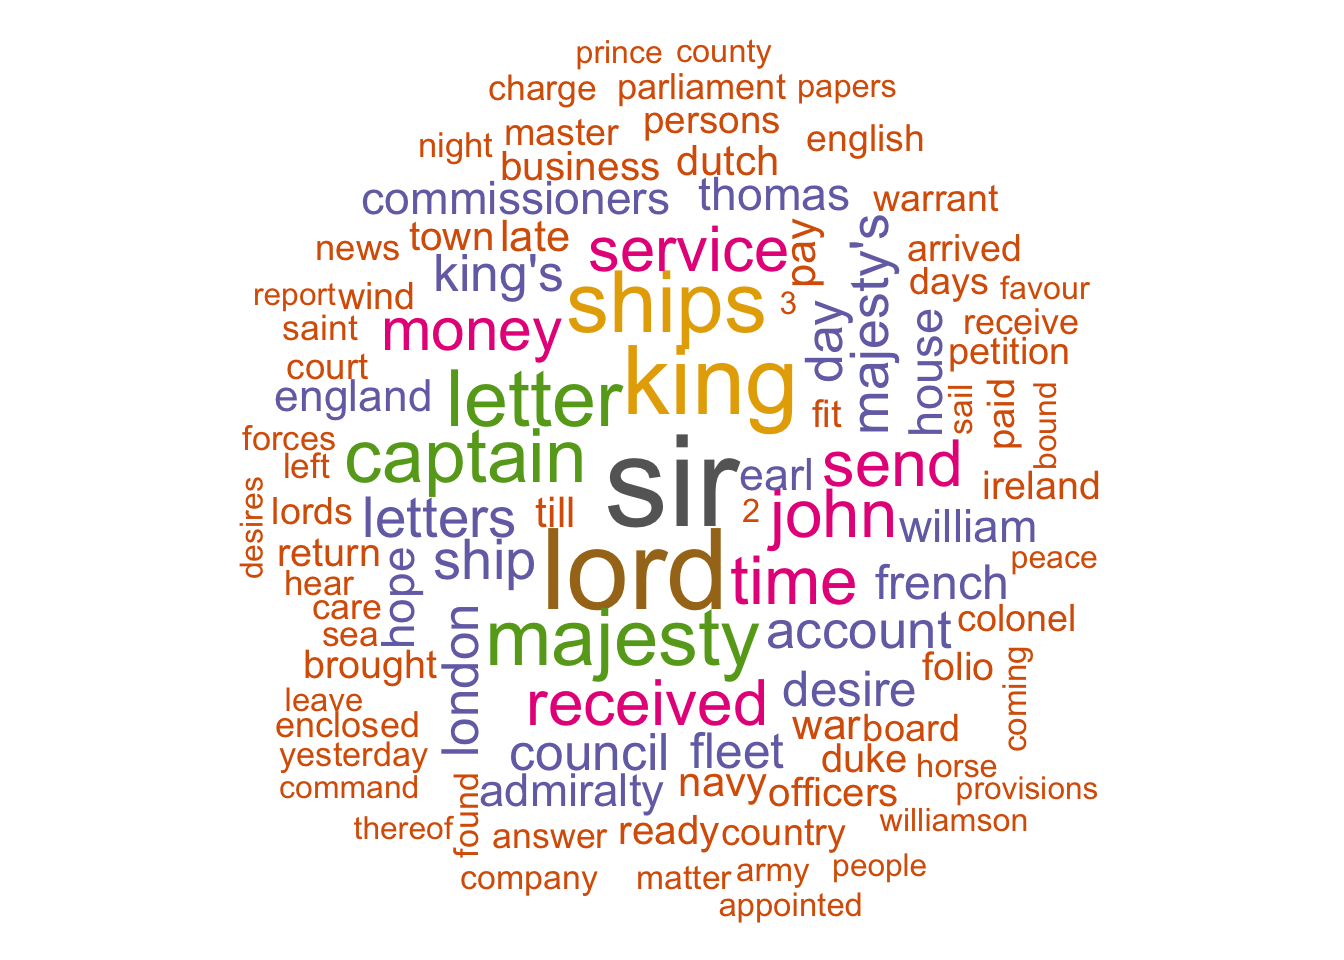 prince county
charge parliament papers
night master persons english
business dutch
commissioners thomas warrant
news town late service pay majesty's arrived
king's ships days favour
report wind 3
saint money day house receive
court king petition
england letter fit sail paid bound
forces captain
left sir earl send ireland
desires lords letters till 2 john william
return ship lord time french peace
hear hope
care majesty account colonel
sea london
brought desire folio coming
leave received
enclosed war board
yesterday council fleet duke horse
command found admiralty navy officers provisions
thereof answer ready country williamson
company matter army people
appointed